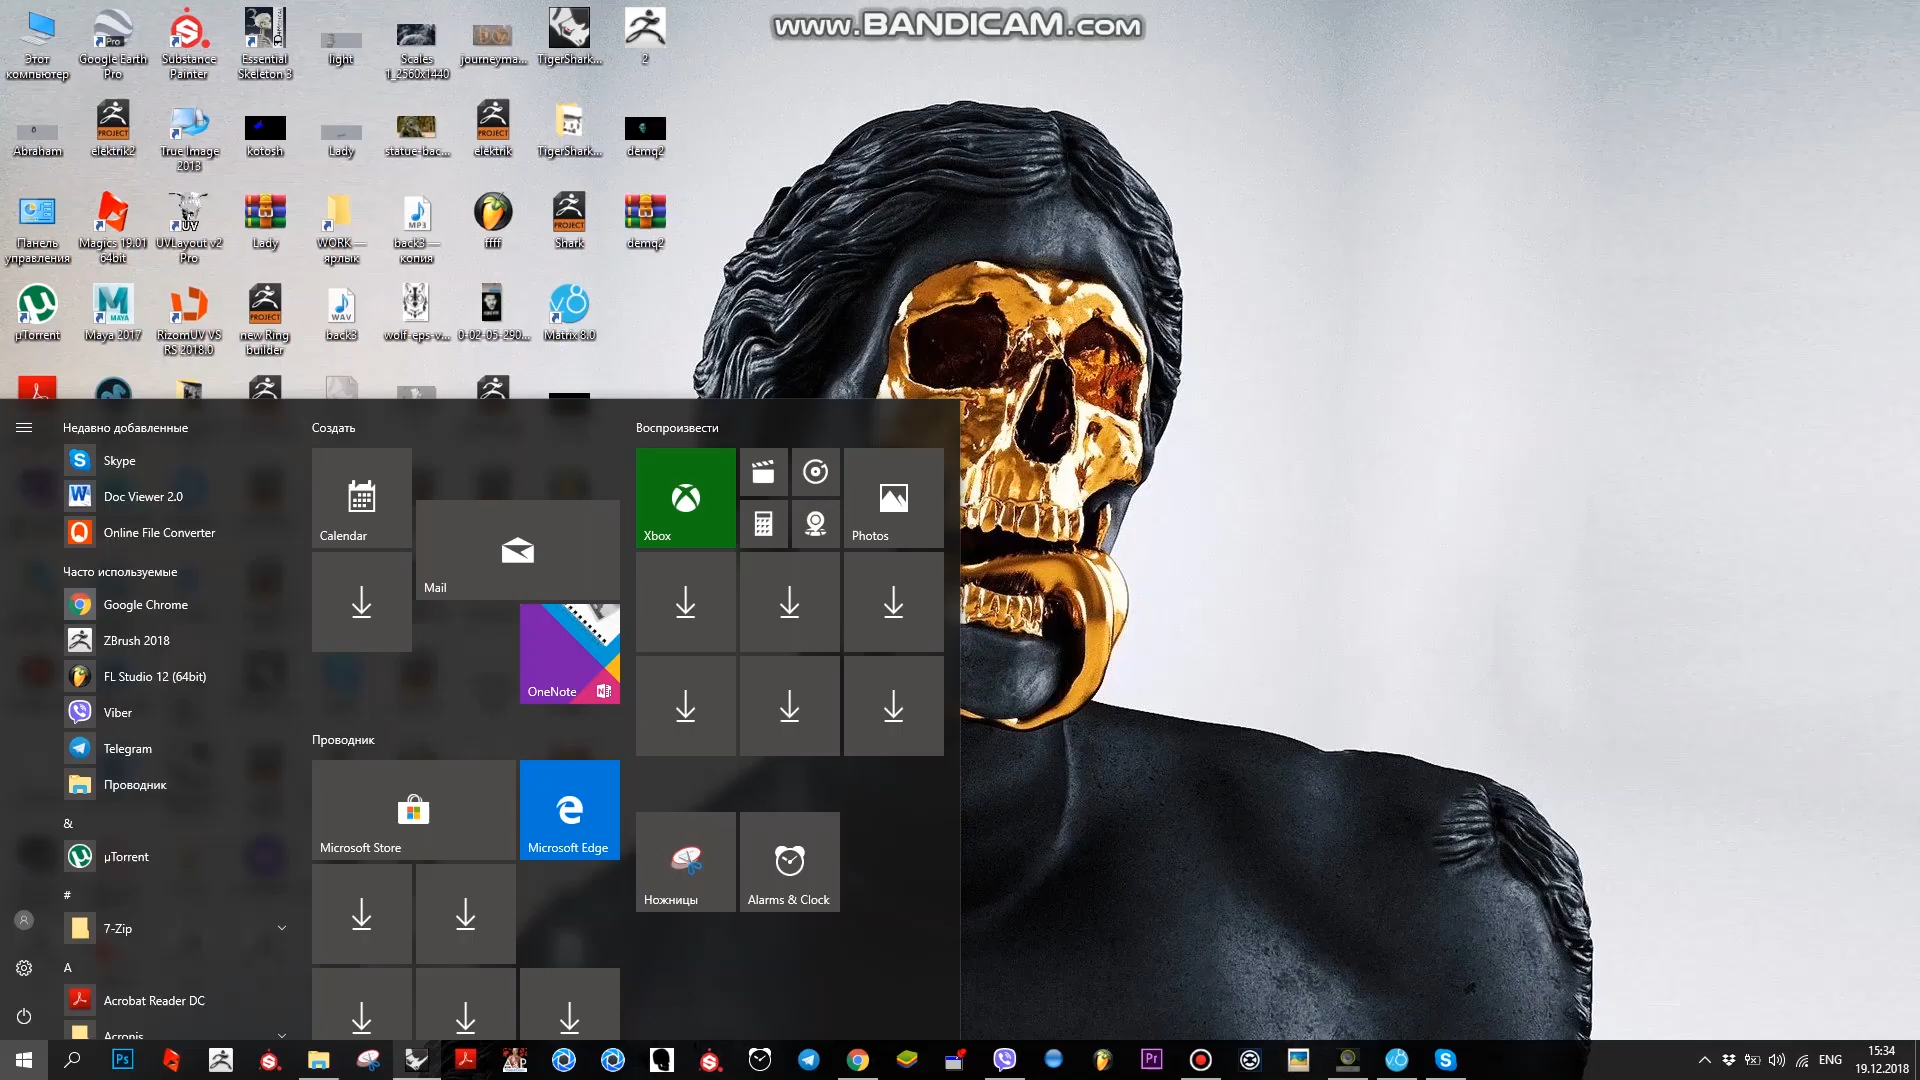 www.BANDICAM.com
Этот компьютер
Google Earth Pro
Substance Painter
Essential Skeleton 3
light
Scales 1_2560x1440
journeyma...
TigerShark...
2
Abraham
elektrik2
True Image 2013
kotosh
Lady
statue-bac...
elektrik
TigerShark...
demq2
Панель управления
Magics 19.01 64bit
UVLayout v2 Pro
Lady
WORK — ярлык
back3 — копия
ffff
Shark
demq2
µTorrent
Maya 2017
RizomUV VS RS 2018.0
new Ring builder
back3
wolf-eps-v...
0-02-05-290...
Matrix 8.0
Недавно добавленные
Skype
Doc Viewer 2.0
Online File Converter
Часто используемые
Google Chrome
ZBrush 2018
FL Studio 12 (64bit)
Viber
Telegram
Проводник
&
µTorrent
#
7-Zip
A
Acrobat Reader DC
Acronis
Создать
Calendar
Mail
OneNote
Проводник
Microsoft Store
Microsoft Edge
Воспроизвести
Xbox
Photos
Ножницы
Alarms & Clock
ENG
15:34
19.12.2018